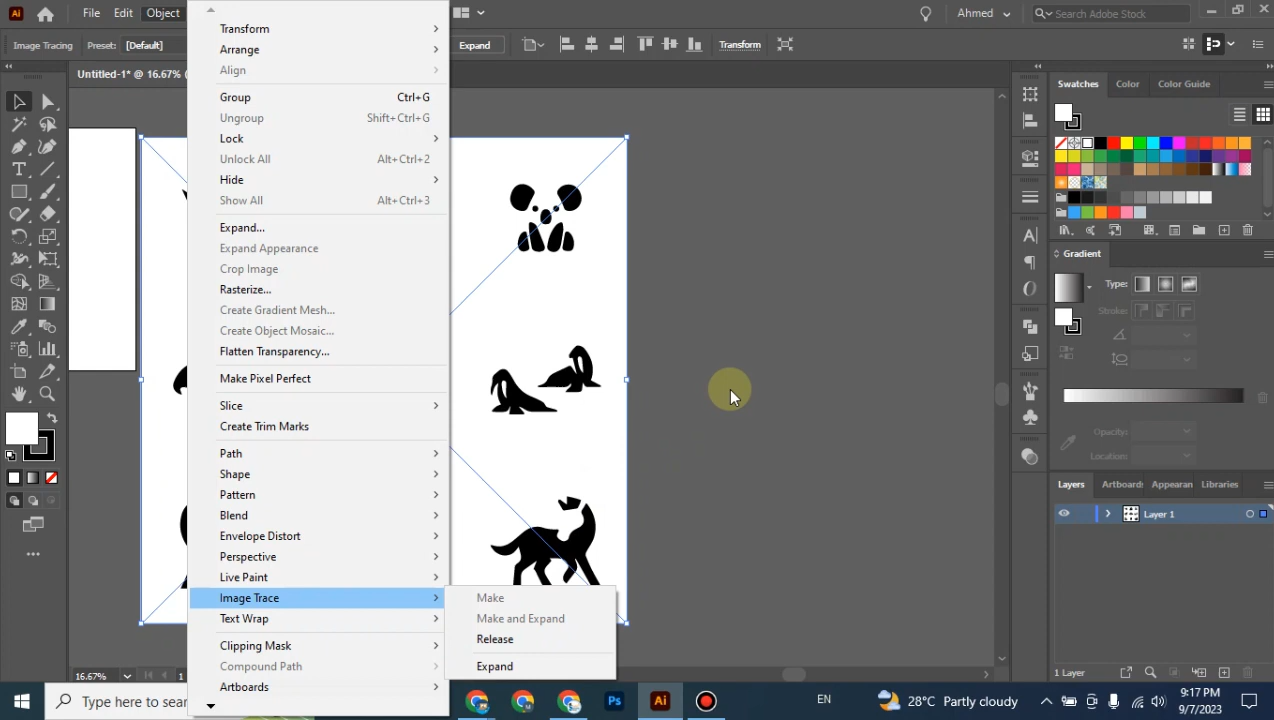 Ai File Edit Object Ahmed Search Adobe Stock
Image Tracing Preset: [Default] Expand Transform
Untitled-1* @ 16.67% (
Transform
Arrange
Align
Group Ctrl+G
Ungroup Shift+Ctrl+G
Lock
Unlock All Alt+Ctrl+2
Hide
Show All Alt+Ctrl+3
Expand...
Expand Appearance
Crop Image
Rasterize...
Create Gradient Mesh...
Create Object Mosaic...
Flatten Transparency...
Make Pixel Perfect
Slice
Create Trim Marks
Path
Shape
Pattern
Blend
Envelope Distort
Perspective
Live Paint
Image Trace
Text Wrap
Clipping Mask
Compound Path
Artboards
Make
Make and Expand
Release
Expand
Swatches Color Color Guide
Gradient
Type:
Stroke:
Opacity:
Location:
Layers Artboards Appearan Libraries
Layer 1
1 Layer
16.67% 1
Type here to search
Ps Ai EN 28°C Partly cloudy 9:17 PM
9/7/2023